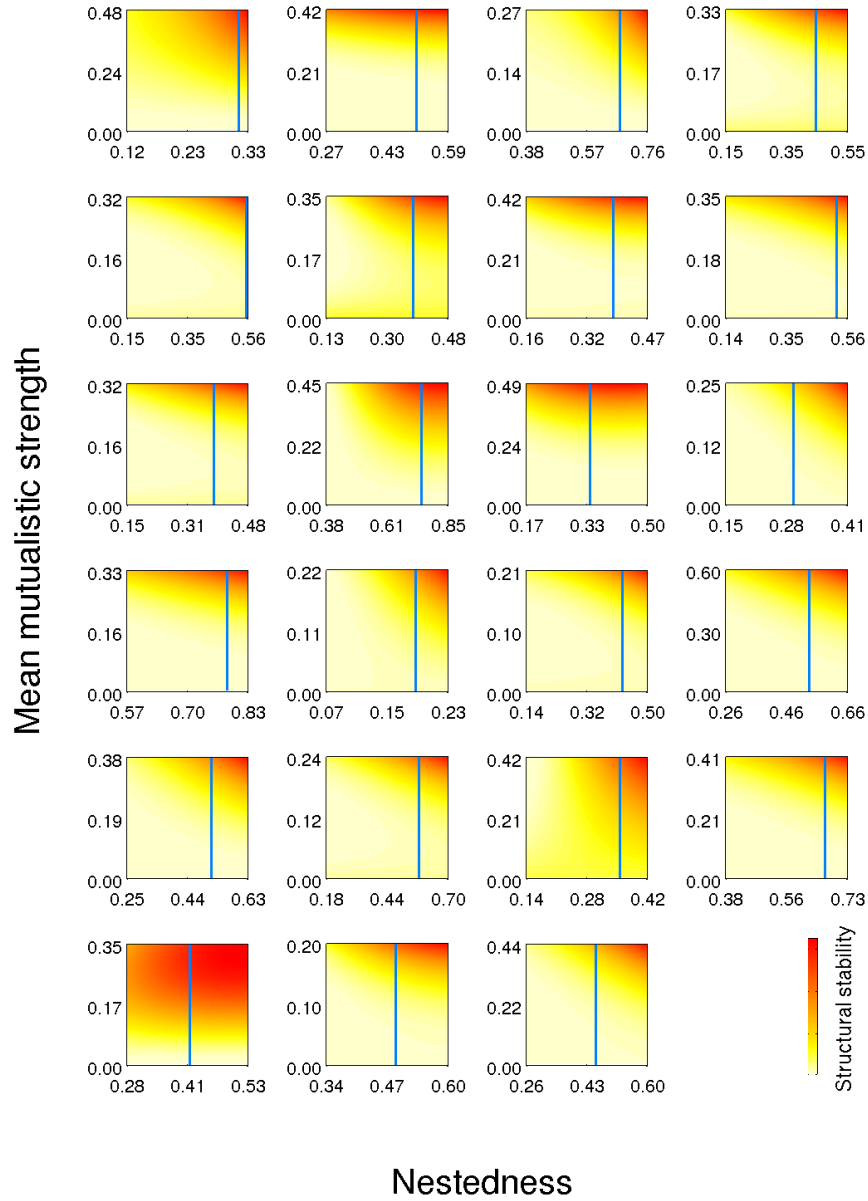 Mean mutualistic strength
0.48 0.42 0.27 0.33
0.24 0.21 0.14 0.17
0.00 0.00 0.00 0.00
0.12 0.23 0.33 0.27 0.43 0.59 0.38 0.57 0.76 0.15 0.35 0.55
0.32 0.35 0.42 0.35
0.16 0.17 0.21 0.18
0.00 0.00 0.00 0.00
0.15 0.35 0.56 0.13 0.30 0.48 0.16 0.32 0.47 0.14 0.35 0.56
0.32 0.45 0.49 0.25
0.16 0.22 0.24 0.12
0.00 0.00 0.00 0.00
0.15 0.31 0.48 0.38 0.61 0.85 0.17 0.33 0.50 0.15 0.28 0.41
0.33 0.22 0.21 0.60
0.16 0.11 0.10 0.30
0.00 0.00 0.00 0.00
0.57 0.70 0.83 0.07 0.15 0.23 0.14 0.32 0.50 0.26 0.46 0.66
0.38 0.24 0.42 0.41
0.19 0.12 0.21 0.21
0.00 0.00 0.00 0.00
0.25 0.44 0.63 0.18 0.44 0.70 0.14 0.28 0.42 0.38 0.56 0.73
0.35 0.20 0.44
0.17 0.10 0.22
0.00 0.00 0.00
0.28 0.41 0.53 0.34 0.47 0.60 0.26 0.43 0.60
Structural stability
Nestedness